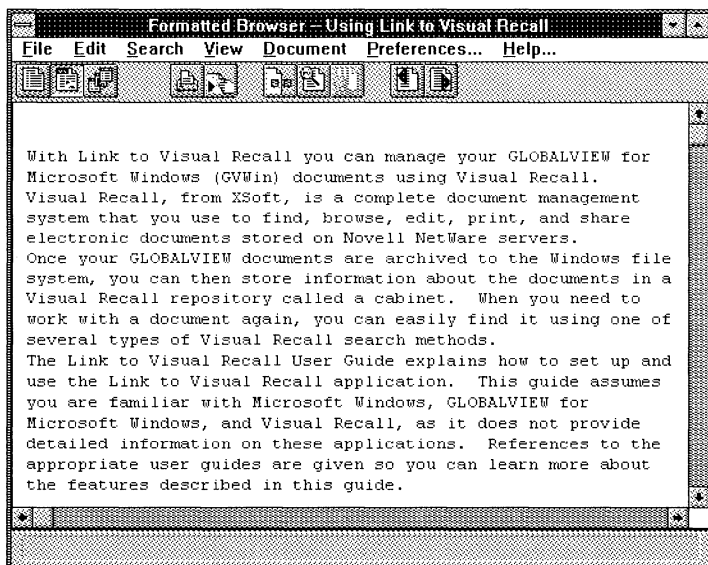 Formatted Browser – Using Link to Visual Recall
File Edit Search View Document Preferences... Help...
With Link to Visual Recall you can manage your GLOBALVIEW for
Microsoft Windows (GVWin) documents using Visual Recall.
Visual Recall, from XSoft, is a complete document management
system that you use to find, browse, edit, print, and share
electronic documents stored on Novell NetWare servers.
Once your GLOBALVIEW documents are archived to the Windows file
system, you can then store information about the documents in a
Visual Recall repository called a cabinet.  When you need to
work with a document again, you can easily find it using one of
several types of Visual Recall search methods.
The Link to Visual Recall User Guide explains how to set up and
use the Link to Visual Recall application.  This guide assumes
you are familiar with Microsoft Windows, GLOBALVIEW for
Microsoft Windows, and Visual Recall, as it does not provide
detailed information on these applications.  References to the
appropriate user guides are given so you can learn more about
the features described in this guide.